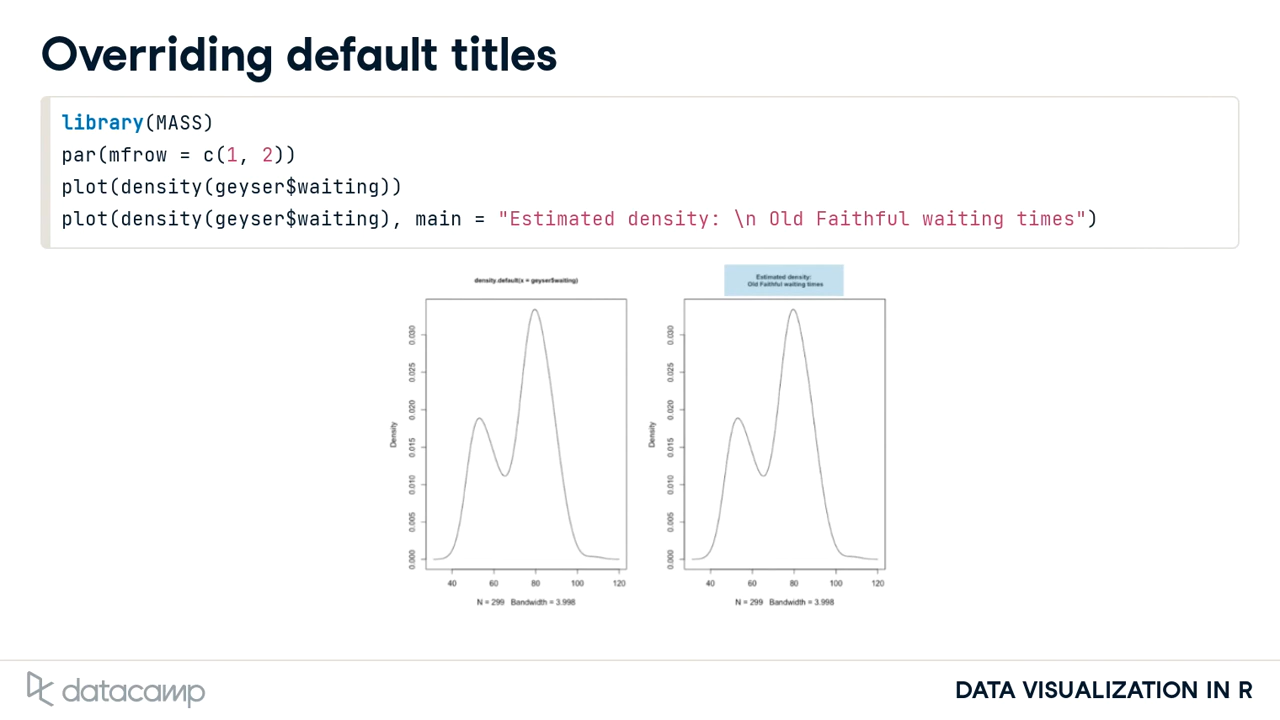 Overriding default titles
library(MASS)
par(mfrow = c(1, 2))
plot(density(geyser$waiting))
plot(density(geyser$waiting), main = "Estimated density: \n Old Faithful waiting times")
density.default(x = geyser$waiting)
Density
0.030
0.025
0.020
0.015
0.010
0.005
0.000
40 60 80 100 120
N = 299 Bandwidth = 3.998
Estimated density:
Old Faithful waiting times
Density
0.030
0.025
0.020
0.015
0.010
0.005
0.000
40 60 80 100 120
N = 299 Bandwidth = 3.998
datacamp
DATA VISUALIZATION IN R